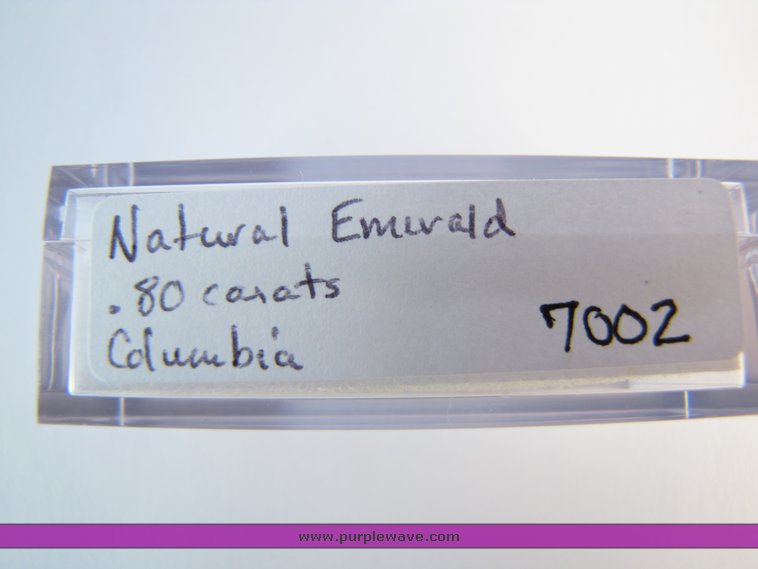 Natural Emerald
.80 carats
Columbia
7002
www.purplewave.com